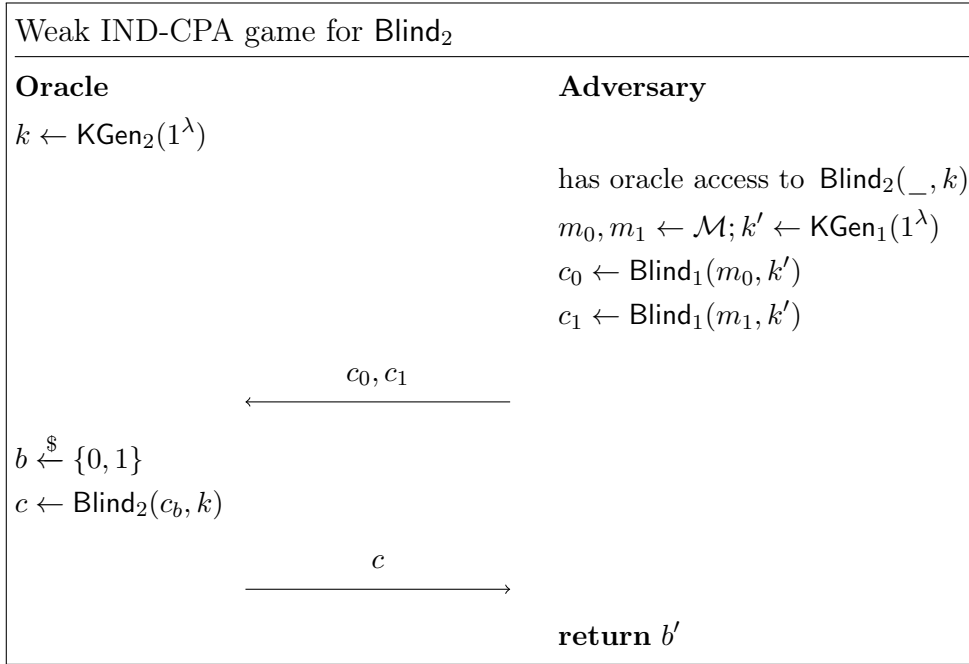 Weak IND-CPA game for Blind₂
Oracle Adversary
k ← KGen₂(1^λ)
has oracle access to Blind₂(_, k)
m₀, m₁ ← ℳ; k′ ← KGen₁(1^λ)
c₀ ← Blind₁(m₀, k′)
c₁ ← Blind₁(m₁, k′)
c₀, c₁
b ←$ {0, 1}
c ← Blind₂(c_b, k)
c
return b′